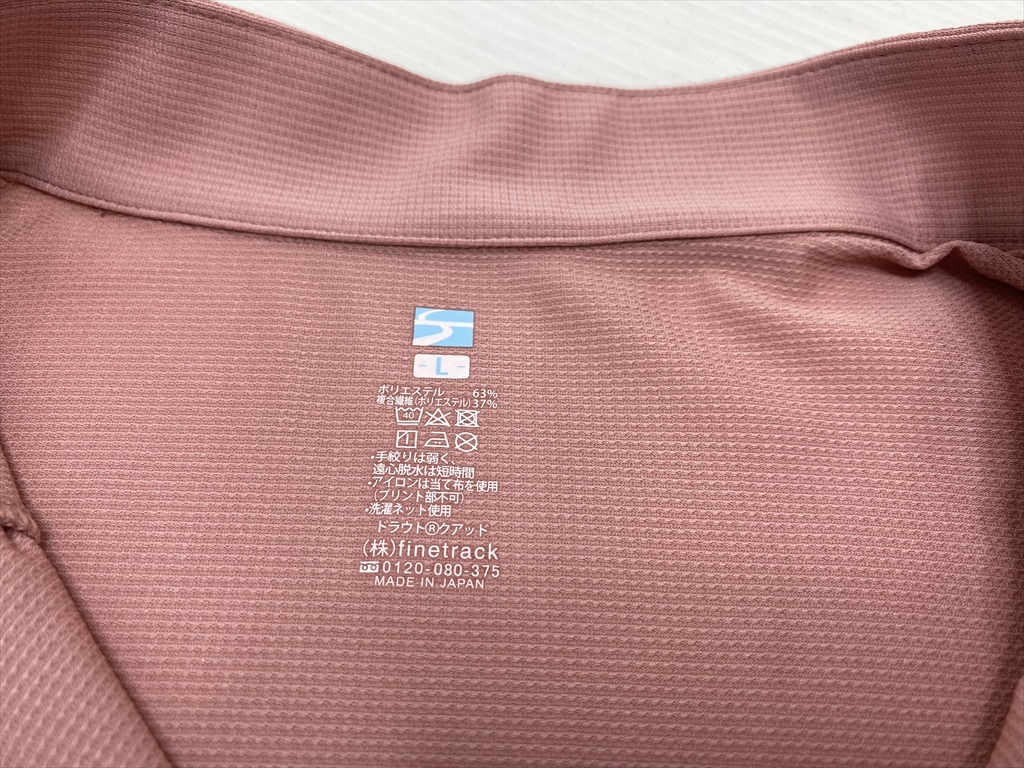 - L -
ポリエステル 63%
複合繊維(ポリエステル)37%
40
・手絞りは弱く、
遠心脱水は短時間
・アイロンは当て布を使用
(プリント部不可)
・洗濯ネット使用
ドラウト®クアッド
(株)finetrack
0120-080-375
MADE IN JAPAN